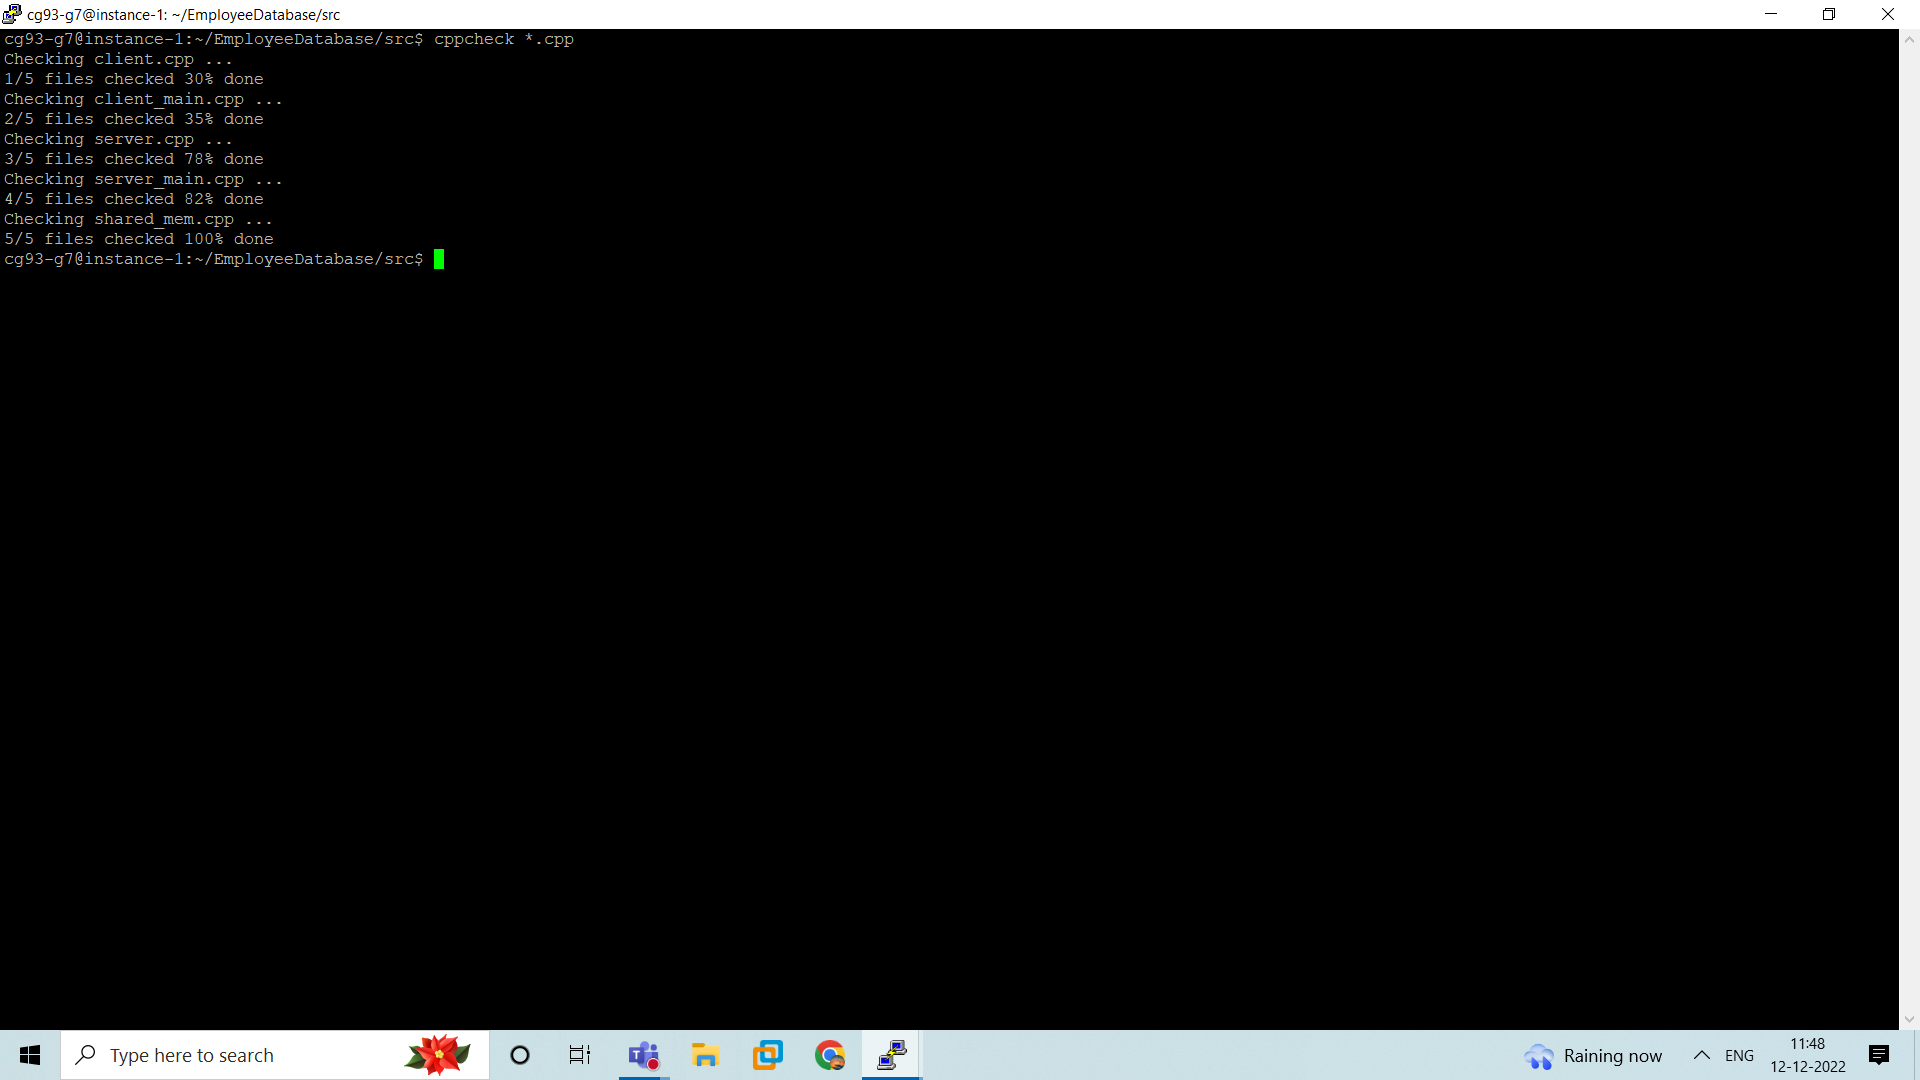 cg93-g7@instance-1: ~/EmployeeDatabase/src
cg93-g7@instance-1:~/EmployeeDatabase/src$ cppcheck *.cpp
Checking client.cpp ...
1/5 files checked 30% done
Checking client_main.cpp ...
2/5 files checked 35% done
Checking server.cpp ...
3/5 files checked 78% done
Checking server_main.cpp ...
4/5 files checked 82% done
Checking shared_mem.cpp ...
5/5 files checked 100% done
cg93-g7@instance-1:~/EmployeeDatabase/src$
Type here to search
Raining now
ENG
11:48
12-12-2022